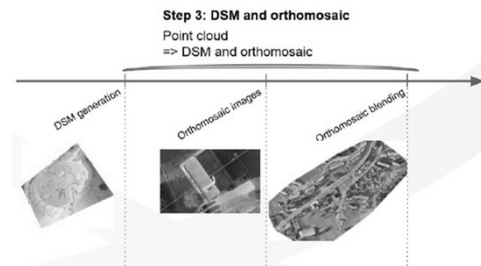 Step 3: DSM and orthomosaic
Point cloud
=> DSM and orthomosaic
DSM generation
Orthomosaic images
Orthomosaic blending